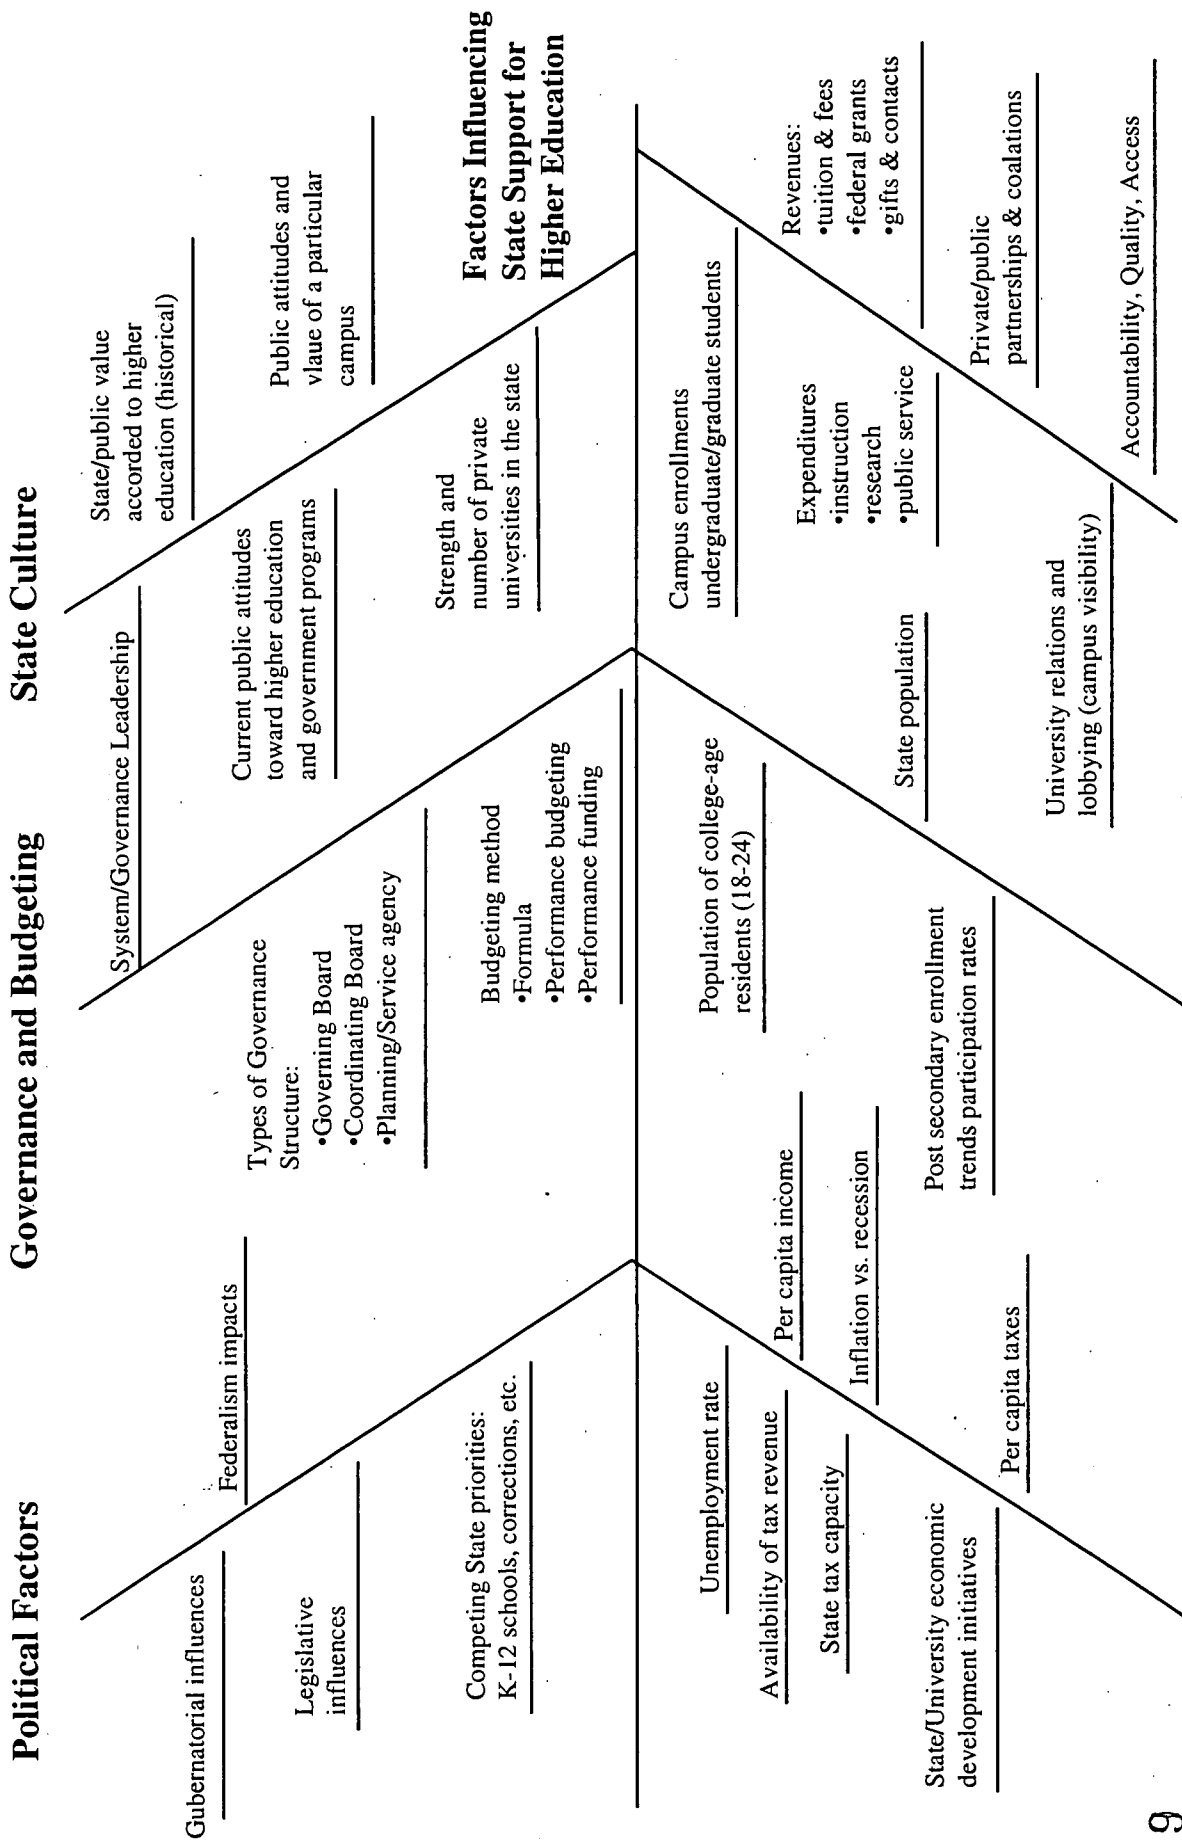 Political Factors
Governance and Budgeting
State Culture
Gubernatorial influences
Federalism impacts
Legislative
influences
Competing State priorities:
K-12 schools, corrections, etc.
System/Governance Leadership
Types of Governance
Structure:
•Governing Board
•Coordinating Board
•Planning/Service agency
Budgeting method
•Formula
•Performance budgeting
•Performance funding
State/public value
accorded to higher
education (historical)
Current public attitudes
toward higher education
and government programs
Public attitudes and
vlaue of a particular
campus
Strength and
number of private
universities in the state
Factors Influencing
State Support for
Higher Education
Unemployment rate
Per capita income
Availability of tax revenue
Inflation vs. recession
State tax capacity
State/University economic
development initiatives
Per capita taxes
Population of college-age
residents (18-24)
State population
Post secondary enrollment
trends participation rates
Campus enrollments
undergraduate/graduate students
Revenues:
•tuition & fees
•federal grants
•gifts & contacts
Expenditures
•instruction
•research
•public service
Private/public
partnerships & coalations
University relations and
lobbying (campus visibility)
Accountability, Quality, Access
9